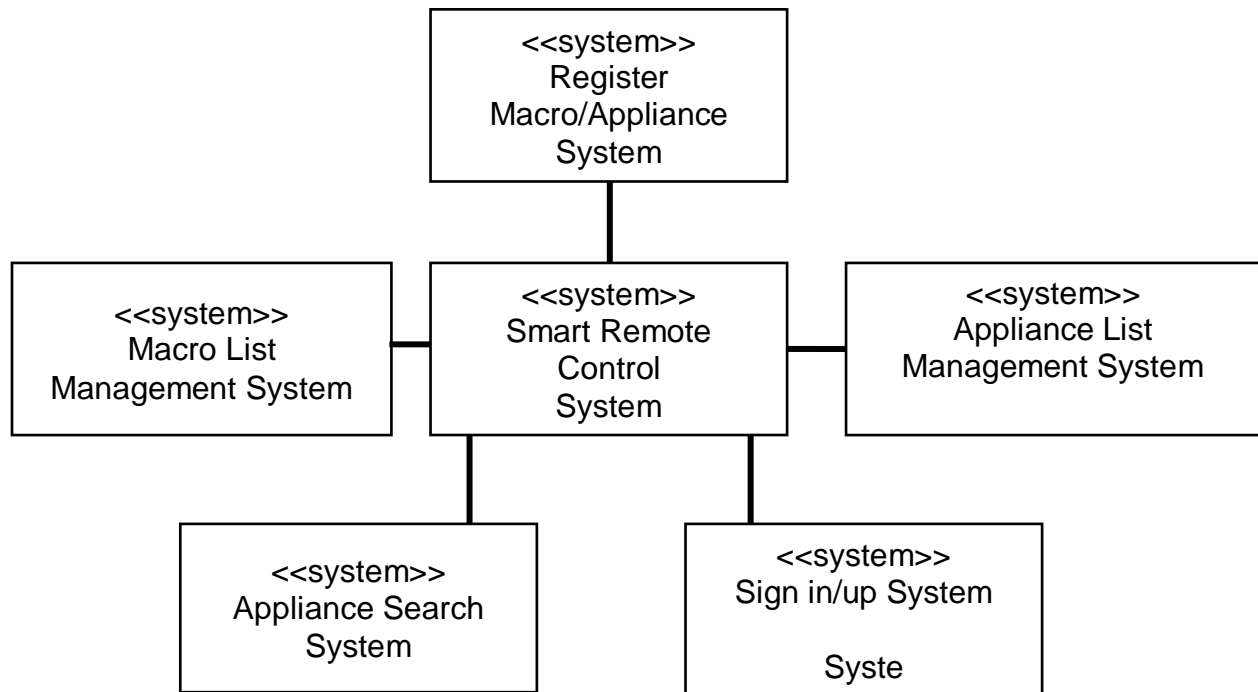 <<system>>
Register
Macro/Appliance
System
<<system>>
Macro List
Management System
<<system>>
Smart Remote
Control
System
<<system>>
Appliance List
Management System
<<system>>
Appliance Search
System
<<system>>
Sign in/up System
Syste